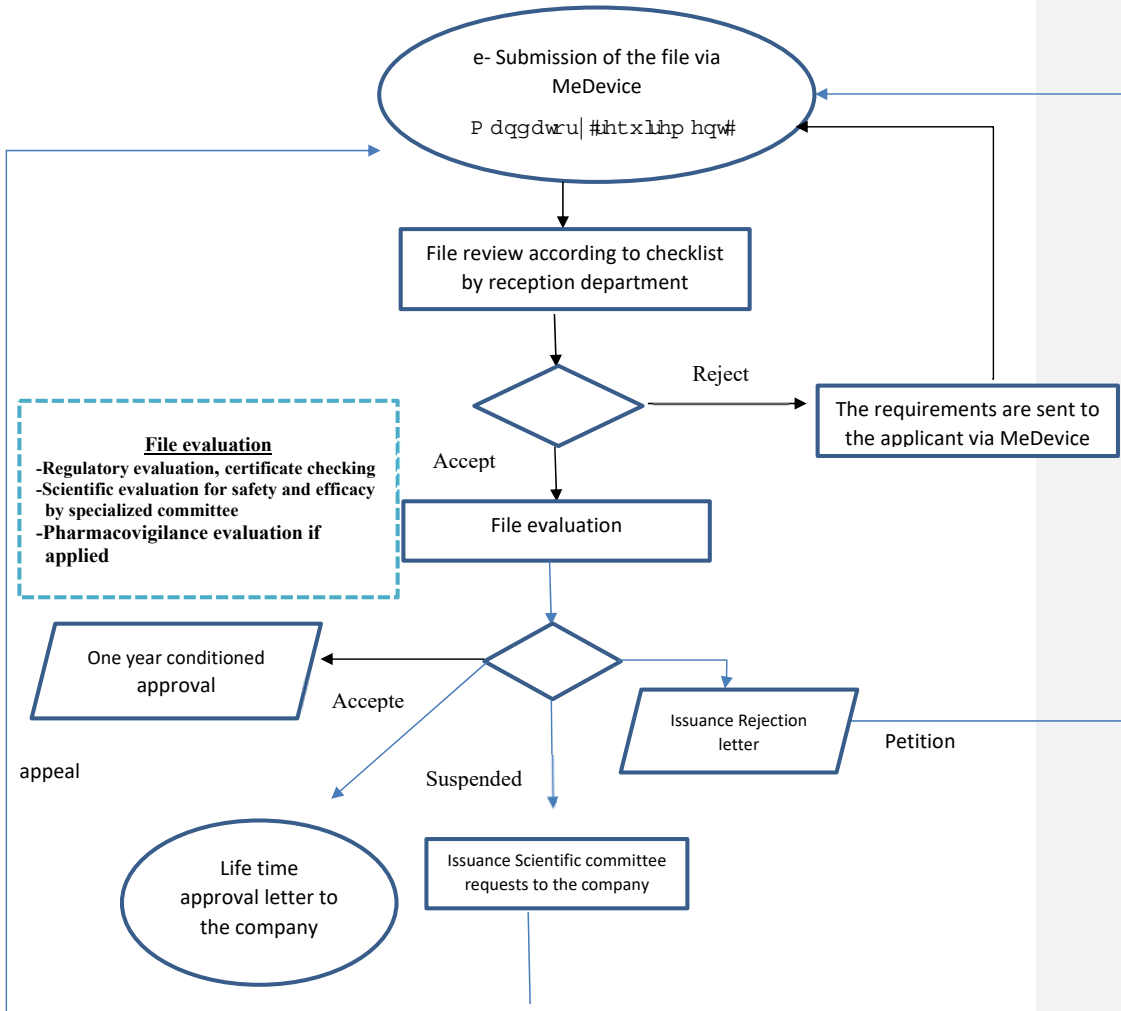 e- Submission of the file via
MeDevice
P dqgdwru|#uhtxluhp hqw#
File review according to checklist
by reception department
Reject
The requirements are sent to
the applicant via MeDevice
Accept
File evaluation
-Regulatory evaluation, certificate checking
-Scientific evaluation for safety and efficacy
by specialized committee
-Pharmacovigilance evaluation if
applied
File evaluation
One year conditioned
approval
Accepte
Issuance Rejection
letter
Petition
appeal
Suspended
Life time
approval letter to
the company
Issuance Scientific committee
requests to the company